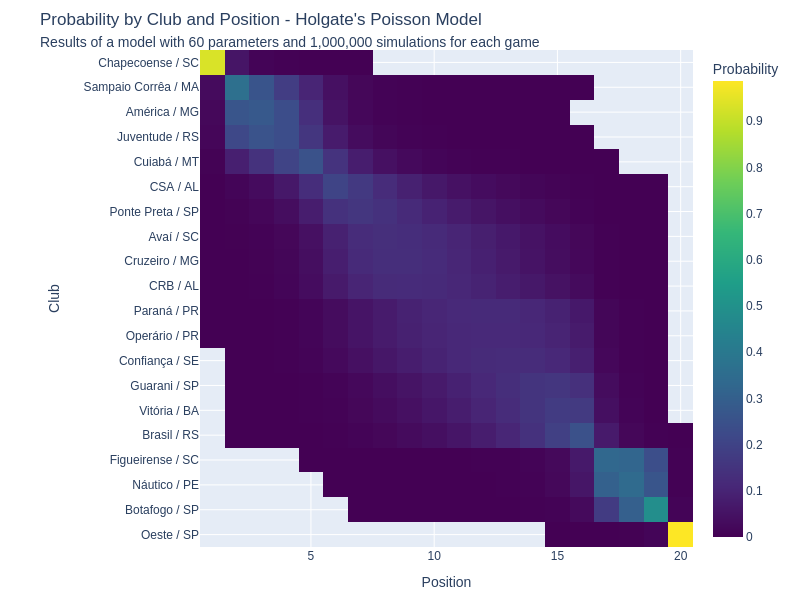 Probability by Club and Position - Holgate's Poisson Model
Results of a model with 60 parameters and 1,000,000 simulations for each game
Probability
Chapecoense / SC
Sampaio Corrêa / MA
América / MG
Juventude / RS
Cuiabá / MT
CSA / AL
Ponte Preta / SP
Avaí / SC
Cruzeiro / MG
CRB / AL
Paraná / PR
Operário / PR
Confiança / SE
Guarani / SP
Vitória / BA
Brasil / RS
Figueirense / SC
Náutico / PE
Botafogo / SP
Oeste / SP
Club
5
10
15
20
Position
0.9
0.8
0.7
0.6
0.5
0.4
0.3
0.2
0.1
0